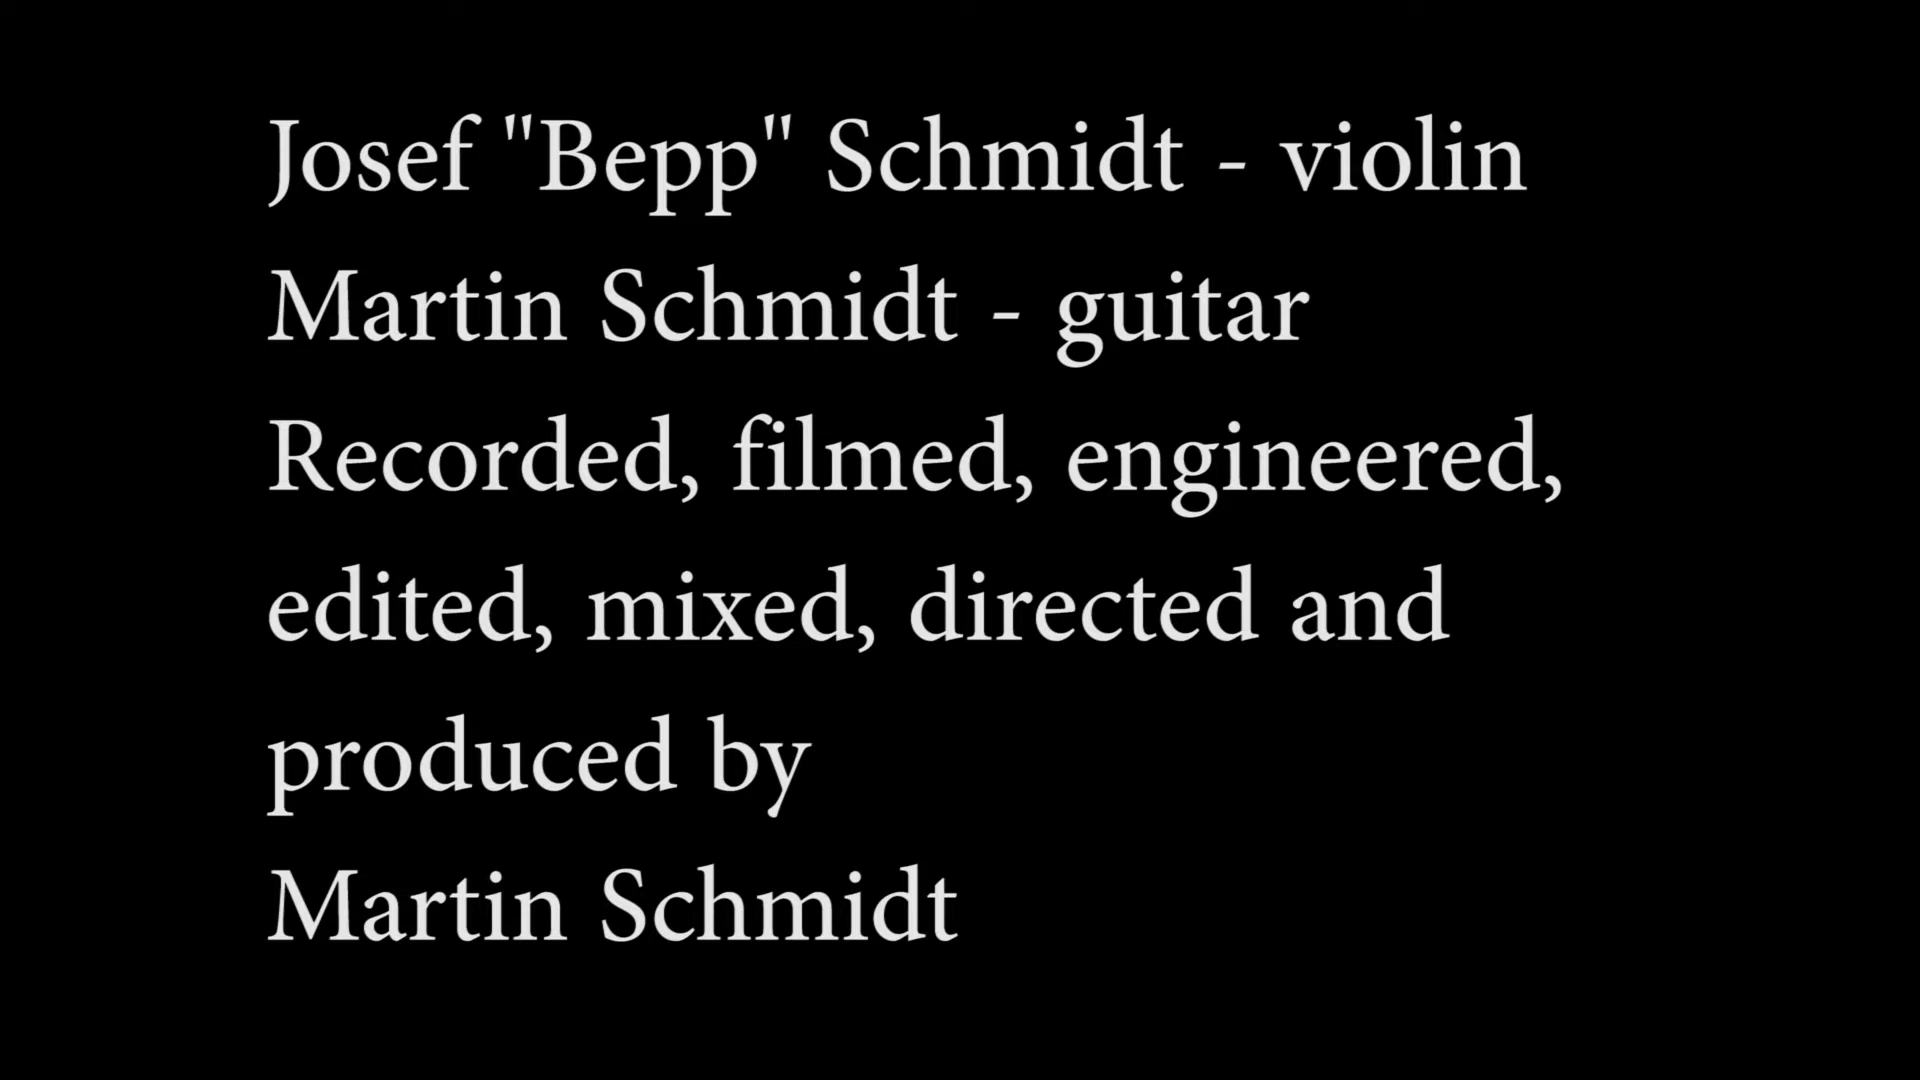 Josef "Bepp" Schmidt - violin
Martin Schmidt - guitar
Recorded, filmed, engineered,
edited, mixed, directed and
produced by
Martin Schmidt